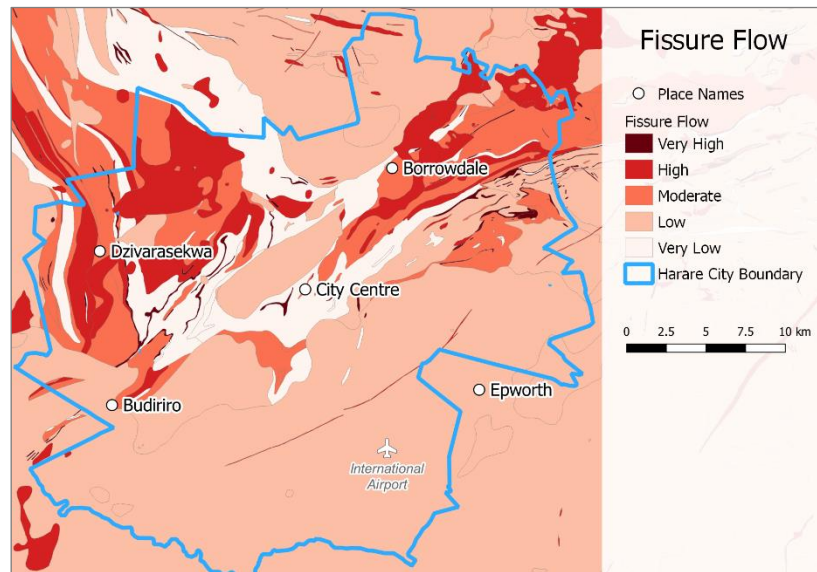 Fissure Flow
Place Names
Fissure Flow
Very High
High
Moderate
Low
Very Low
Harare City Boundary
0 2.5 5 7.5 10 km
Borrowdale
Dzivarasekwa
City Centre
Epworth
Budiriro
International
Airport